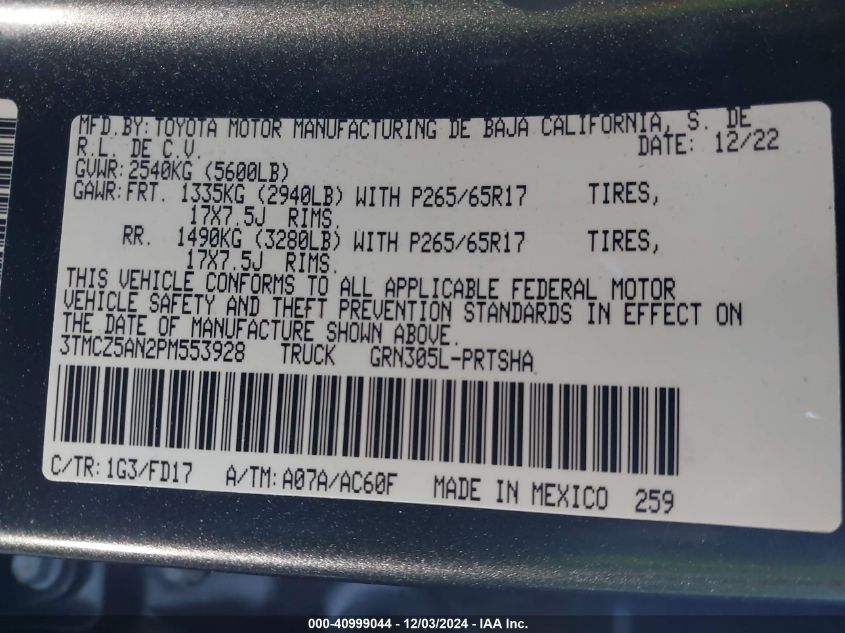 MFD.BY:TOYOTA MOTOR MANUFACTURING DE BAJA CALIFORNIA, S. DE
R.L. DE C.V. DATE: 12/22
GVWR:2540KG (5600LB)
GAWR:FRT. 1335KG (2940LB) WITH P265/65R17 TIRES,
17X7.5J RIMS.
RR. 1490KG (3280LB) WITH P265/65R17 TIRES,
17X7.5J RIMS.
THIS VEHICLE CONFORMS TO ALL APPLICABLE FEDERAL MOTOR
VEHICLE SAFETY AND THEFT PREVENTION STANDARDS IN EFFECT ON
THE DATE OF MANUFACTURE SHOWN ABOVE.
3TMCZ5AN2PM553928 TRUCK GRN305L-PRTSHA
C/TR:1G3/FD17 A/TM:A07A/AC60F MADE IN MEXICO 259
000-40999044 - 12/03/2024 - IAA Inc.